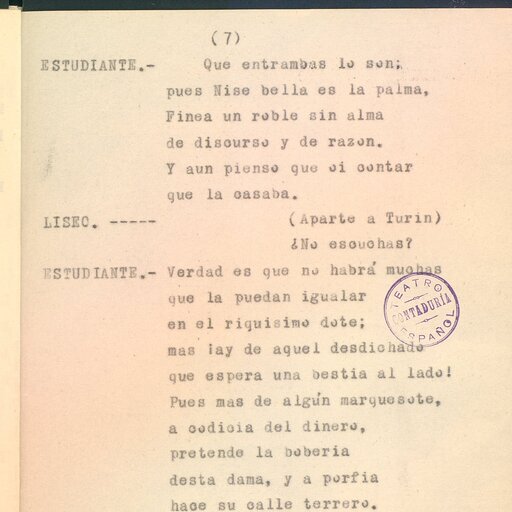 (7)
ESTUDIANTE.- Que entrambas lo son;
pues Nise bella es la palma,
Finea un roble sin alma
de discurso y de razon.
Y aun pienso que oi contar
que la casaba.
LISEO. ----- (Aparte a Turin)
¿No escuchas?
ESTUDIANTE.- Verdad es que no habrá muchas
que la puedan igualar
en el riquisimo dote;
mas ¡ay de aquel desdichado
que espera una bestia al lado!
Pues mas de algún marquesote,
a codicia del dinero,
pretende la boberia
desta dama, y a porfia
hace su calle terrero.
TEATRO
CONTADURÍA
ESPAÑOL